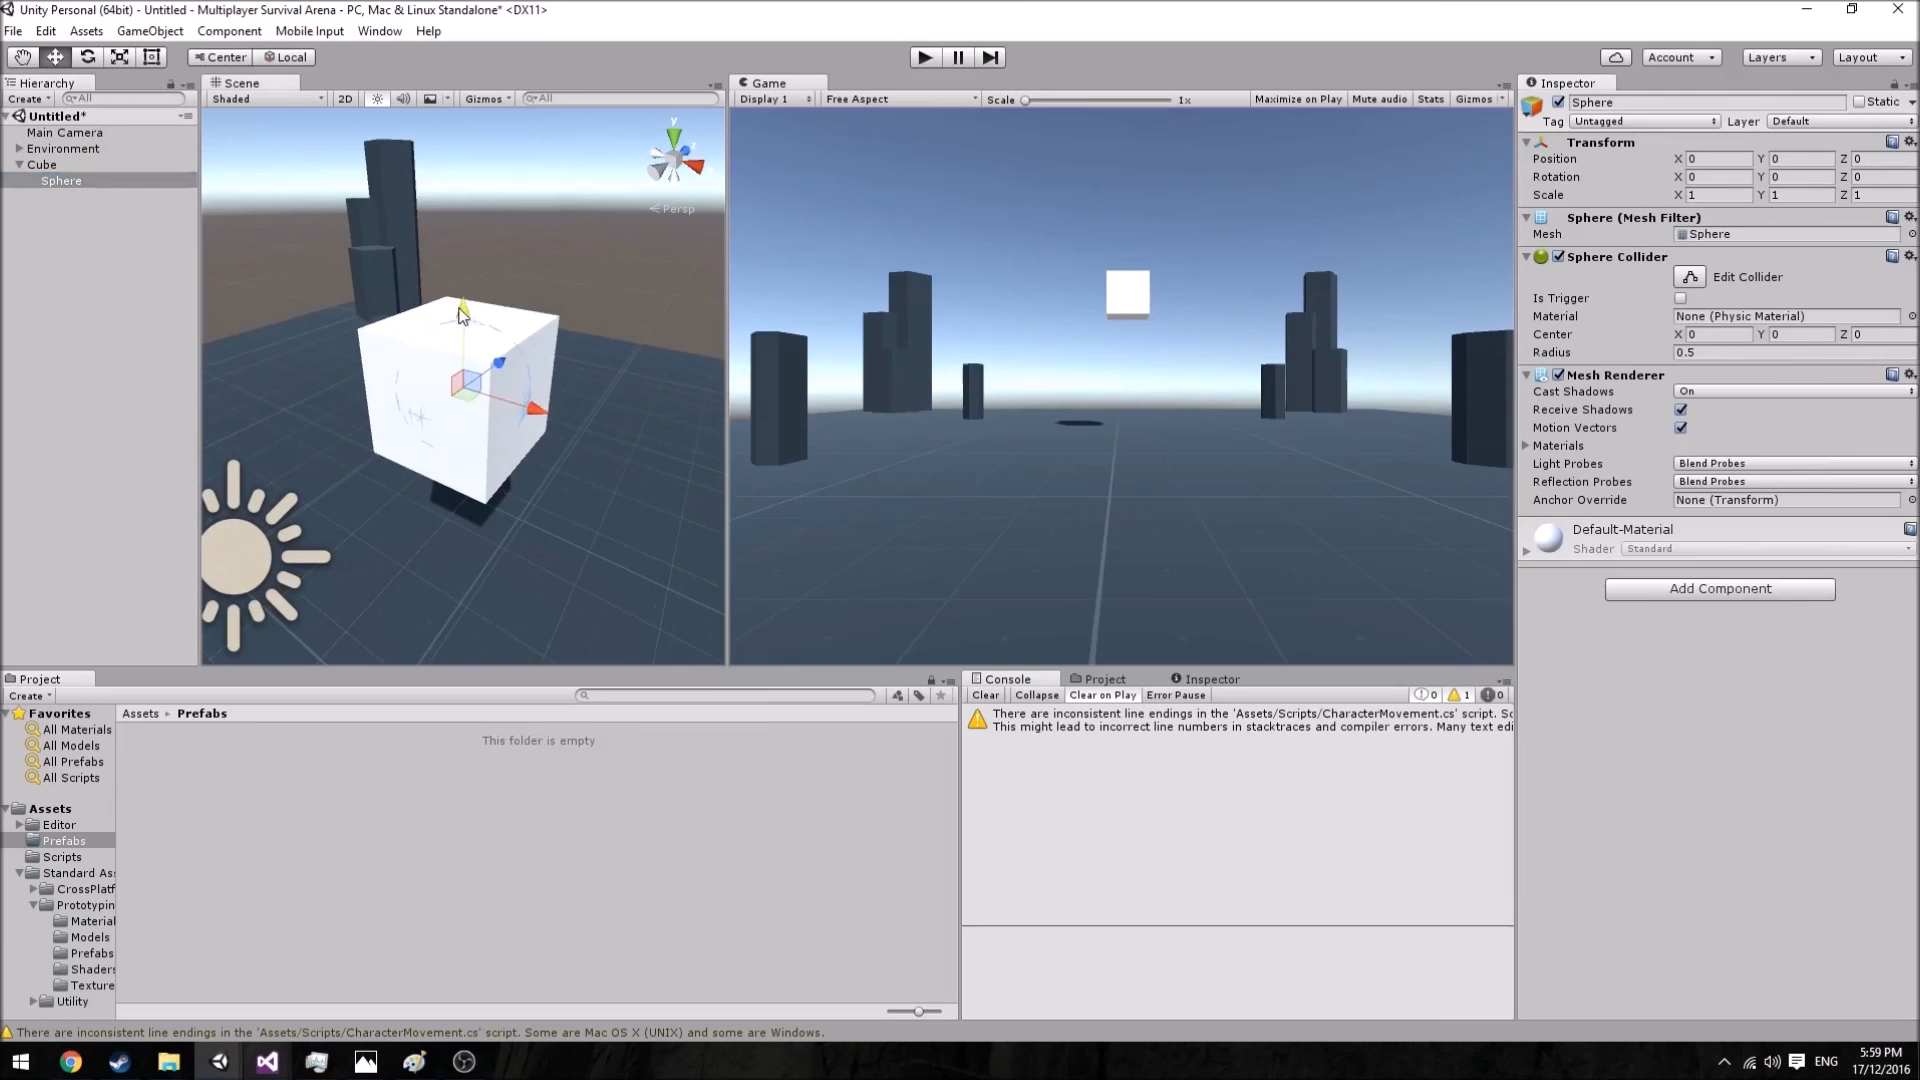 Unity Personal (64bit) - Untitled - Multiplayer Survival Arena - PC, Mac & Linux Standalone* <DX11>
File Edit Assets GameObject Component Mobile Input Window Help
Center Local
Account Layers Layout
Hierarchy
Create All
Untitled*
Main Camera
Environment
Cube
Sphere
Scene
Shaded 2D Gizmos All
y
z
Persp
Game
Display 1 Free Aspect Scale 1x Maximize on Play Mute audio Stats Gizmos
Inspector
Sphere Static
Tag Untagged Layer Default
Transform
Position X 0 Y 0 Z 0
Rotation X 0 Y 0 Z 0
Scale X 1 Y 1 Z 1
Sphere (Mesh Filter)
Mesh Sphere
Sphere Collider
Edit Collider
Is Trigger
Material None (Physic Material)
Center X 0 Y 0 Z 0
Radius 0.5
Mesh Renderer
Cast Shadows On
Receive Shadows
Motion Vectors
Materials
Light Probes Blend Probes
Reflection Probes Blend Probes
Anchor Override None (Transform)
Default-Material
Shader Standard
Add Component
Project
Create
Favorites
All Materials
All Models
All Prefabs
All Scripts
Assets
Editor
Prefabs
Scripts
Standard Ass
CrossPlatf
Prototypin
Material
Models
Prefabs
Shaders
Texture
Utility
Assets Prefabs
This folder is empty
Console Project Inspector
Clear Collapse Clear on Play Error Pause 0 1 0
There are inconsistent line endings in the 'Assets/Scripts/CharacterMovement.cs' script. Sc
This might lead to incorrect line numbers in stacktraces and compiler errors. Many text edi
There are inconsistent line endings in the 'Assets/Scripts/CharacterMovement.cs' script. Some are Mac OS X (UNIX) and some are Windows.
ENG
5:59 PM
17/12/2016